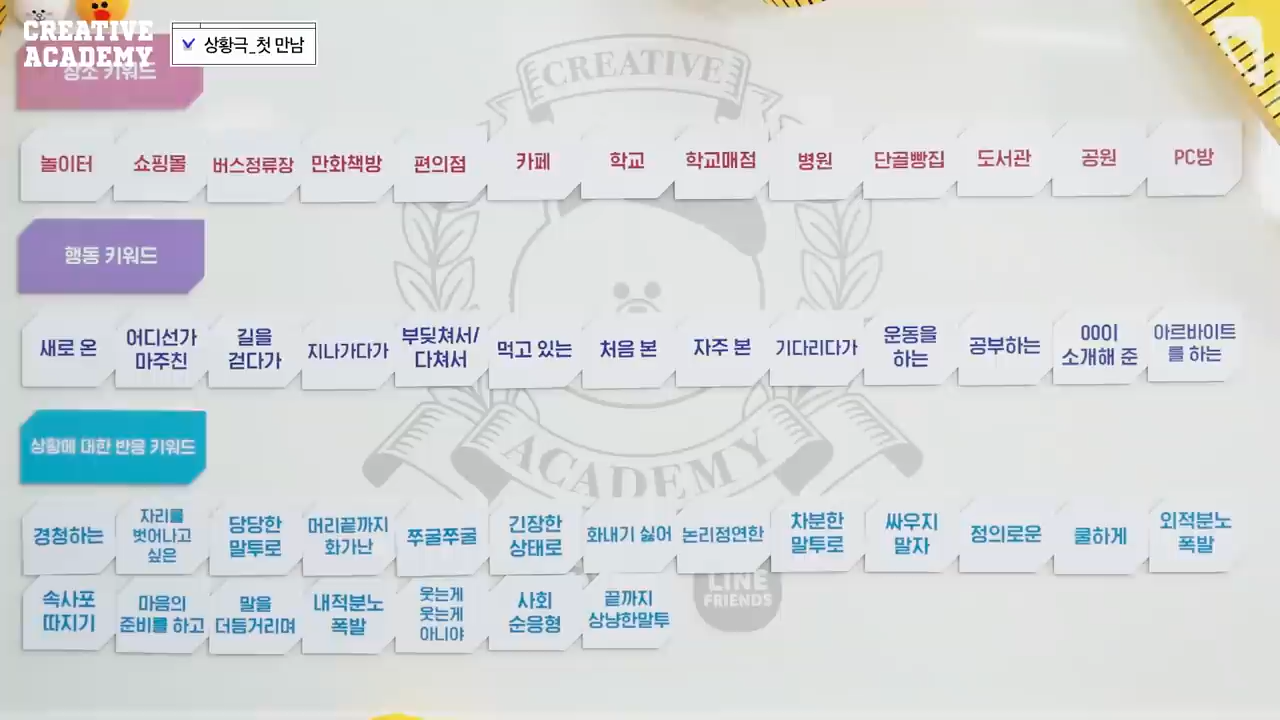 CREATIVE
ACADEMY
상황극_첫 만남
장소 키워드
CREATIVE
놀이터 쇼핑몰 버스정류장 만화책방 편의점 카페 학교 학교매점 병원 단골빵집 도서관 공원 PC방
행동 키워드
새로 온
어디선가
마주친
길을
걷다가
지나가다가
부딪쳐서/
다쳐서
먹고 있는
처음 본
자주 본
기다리다가
운동을
하는
공부하는
OOO이
소개해 준
아르바이트
를 하는
ACADEMY
상황에 대한 반응 키워드
경청하는
자리를
벗어나고
싶은
당당한
말투로
머리끝까지
화가난
쭈굴쭈굴
긴장한
상태로
화내기 싫어
논리정연한
차분한
말투로
싸우지
말자
정의로운
쿨하게
외적분노
폭발
속사포
따지기
마음의
준비를 하고
말을
더듬거리며
내적분노
폭발
웃는게
웃는게
아니야
사회
순응형
끝까지
상냥한말투
LINE
FRIENDS